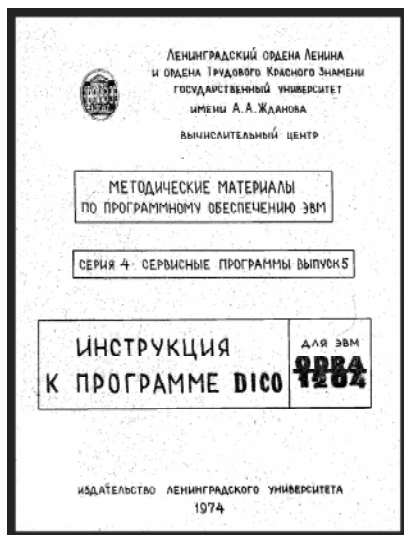 Ленинградский ордена Ленина
и ордена Трудового Красного Знамени
государственный университет
имени А.А.Жданова
вычислительный центр
МЕТОДИЧЕСКИЕ МАТЕРИАЛЫ
ПО ПРОГРАММНОМУ ОБЕСПЕЧЕНИЮ ЭВМ
СЕРИЯ 4 СЕРВИСНЫЕ ПРОГРАММЫ ВЫПУСК 5
ИНСТРУКЦИЯ
К ПРОГРАММЕ DICO
ДЛЯ ЭВМ
ОДРА
1204
ИЗДАТЕЛЬСТВО ЛЕНИНГРАДСКОГО УНИВЕРСИТЕТА
1974